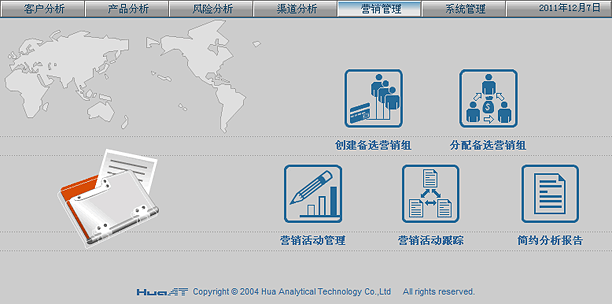 客户分析 产品分析 风险分析 渠道分析 营销管理 系统管理 2011年12月7日
创建备选营销组 分配备选营销组
营销活动管理 营销活动跟踪 简约分析报告
HuaAT Copyright © 2004 Hua Analytical Technology Co.,Ltd All rights reserved.